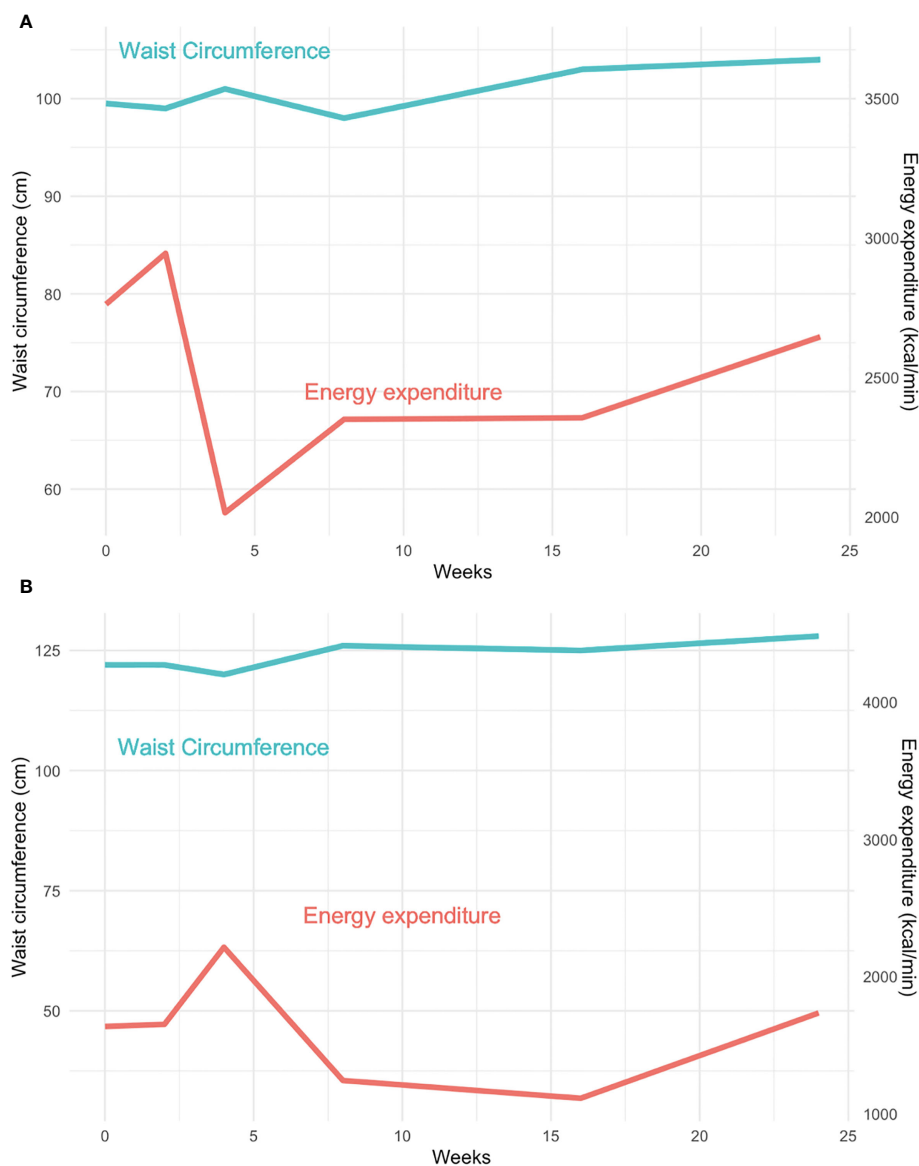 A
Waist Circumference
100
3500
90
3000
80
Energy expenditure
70
2500
60
2000
0 5 10 15 20 25
Weeks
Waist circumference (cm)
Energy expenditure (kcal/min)
B
125
4000
Waist Circumference
100
3000
75
Energy expenditure
2000
50
1000
0 5 10 15 20 25
Weeks
Waist circumference (cm)
Energy expenditure (kcal/min)